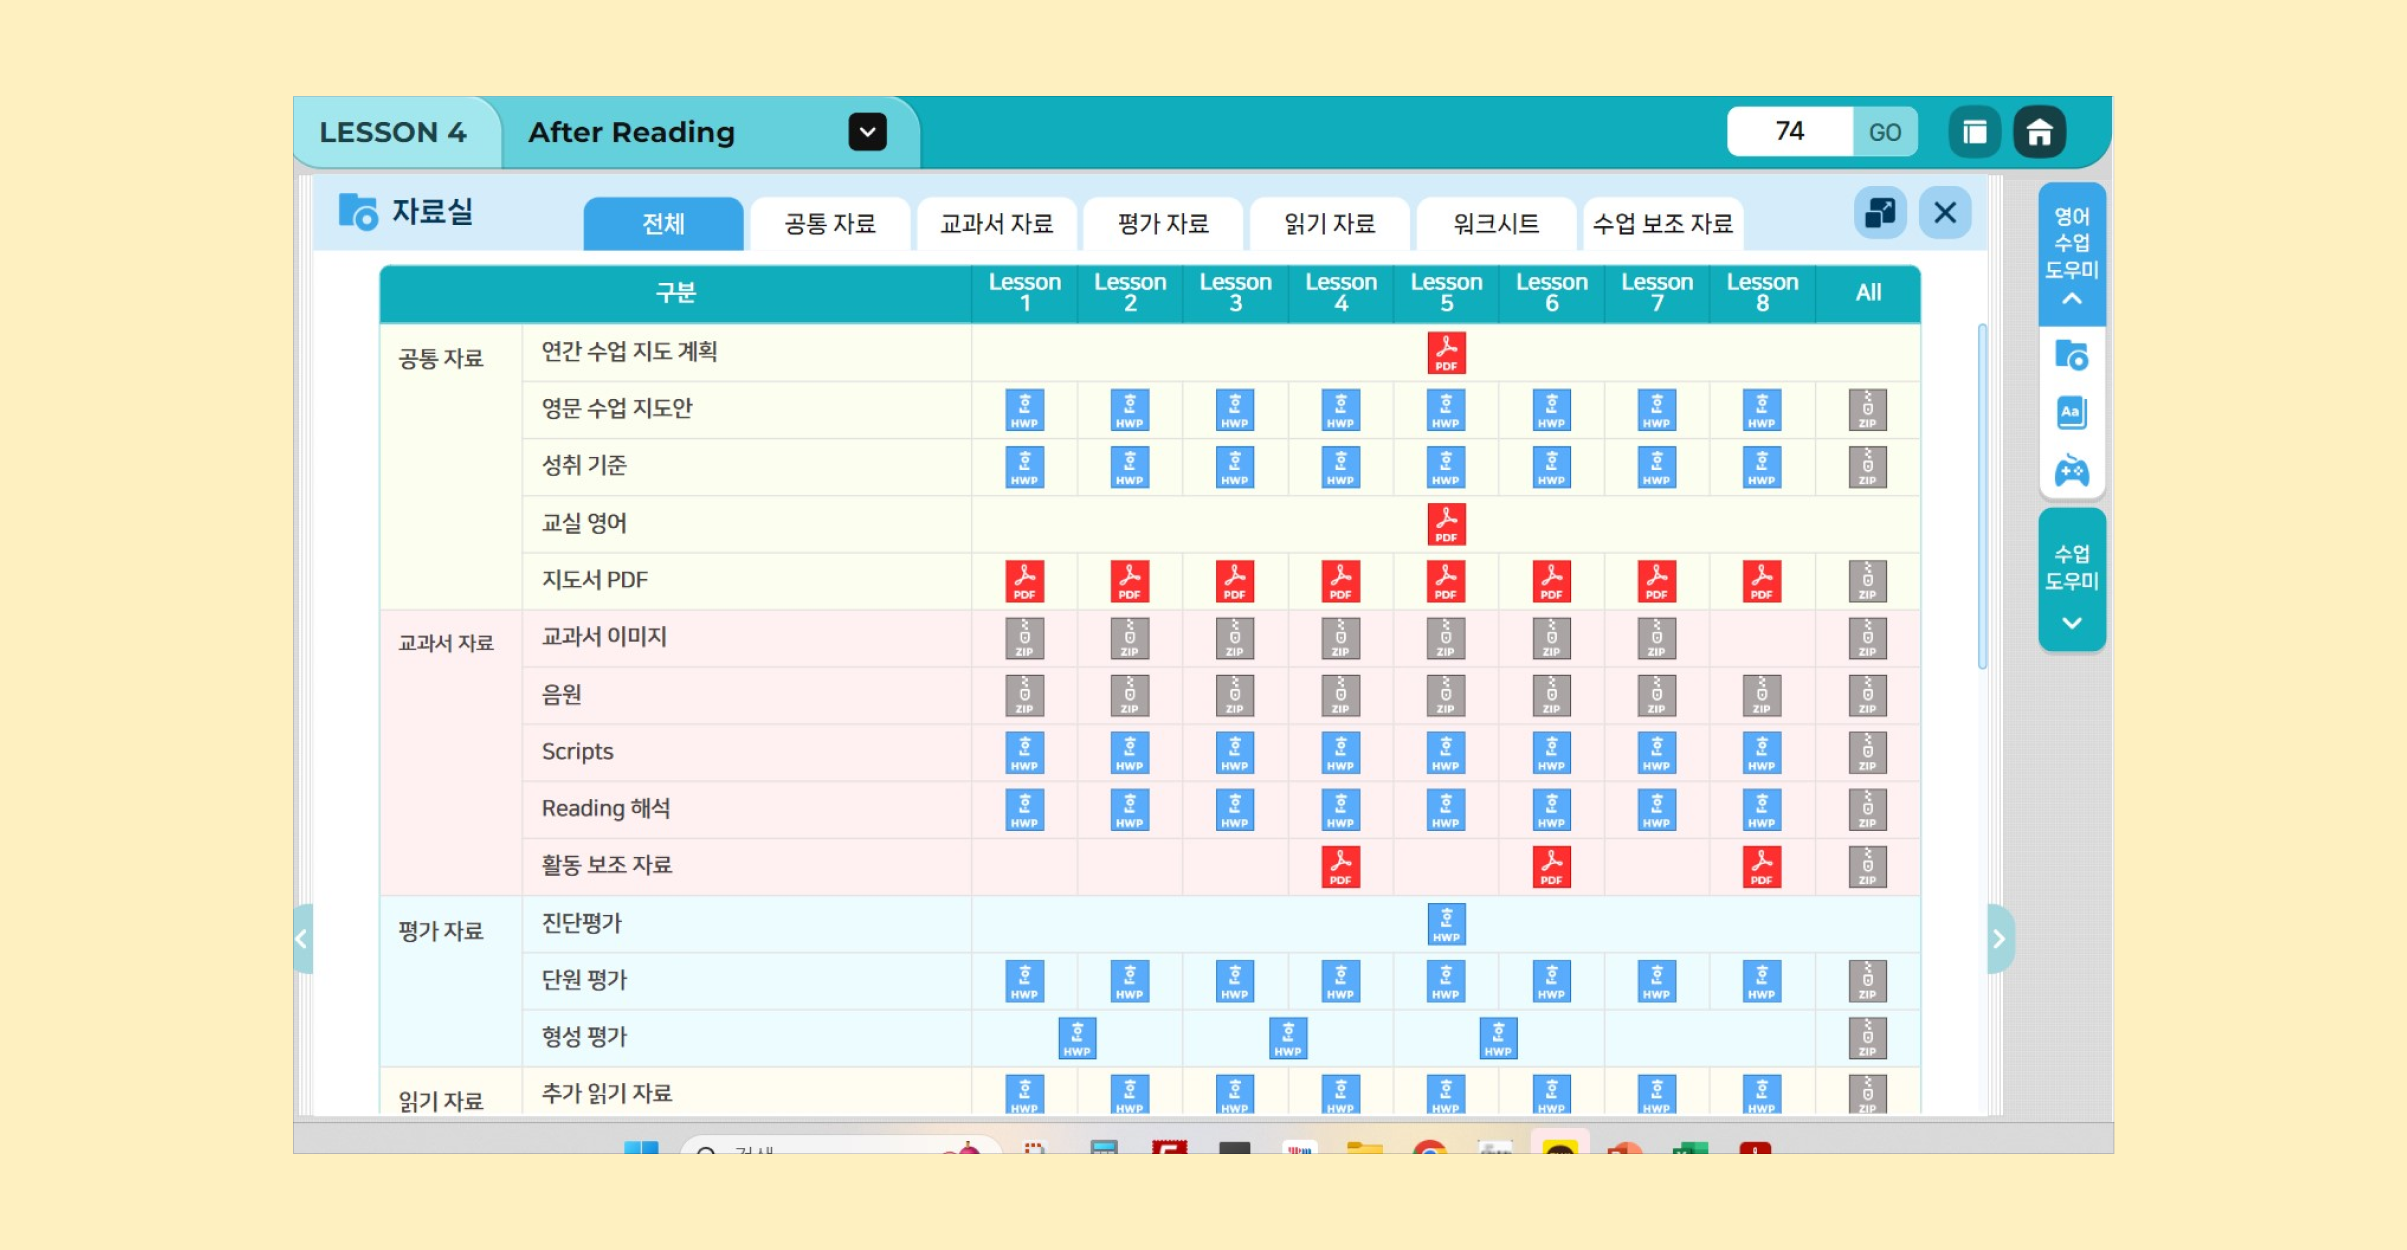 LESSON 4 After Reading 74 GO
자료실 전체 공통 자료 교과서 자료 평가 자료 읽기 자료 워크시트 수업 보조 자료
구분 Lesson 1 Lesson 2 Lesson 3 Lesson 4 Lesson 5 Lesson 6 Lesson 7 Lesson 8 All
공통 자료 연간 수업 지도 계획 PDF
영문 수업 지도안 HWP HWP HWP HWP HWP HWP HWP HWP ZIP
성취 기준 HWP HWP HWP HWP HWP HWP HWP HWP ZIP
교실 영어 PDF
지도서 PDF PDF PDF PDF PDF PDF PDF PDF PDF ZIP
교과서 자료 교과서 이미지 ZIP ZIP ZIP ZIP ZIP ZIP ZIP ZIP
음원 ZIP ZIP ZIP ZIP ZIP ZIP ZIP ZIP ZIP
Scripts HWP HWP HWP HWP HWP HWP HWP HWP ZIP
Reading 해석 HWP HWP HWP HWP HWP HWP HWP HWP ZIP
활동 보조 자료 PDF PDF PDF ZIP
평가 자료 진단평가 HWP
단원 평가 HWP HWP HWP HWP HWP HWP HWP HWP ZIP
형성 평가 HWP HWP HWP ZIP
읽기 자료 추가 읽기 자료 HWP HWP HWP HWP HWP HWP HWP HWP ZIP
영어
수업
도우미
Aa
수업
도우미